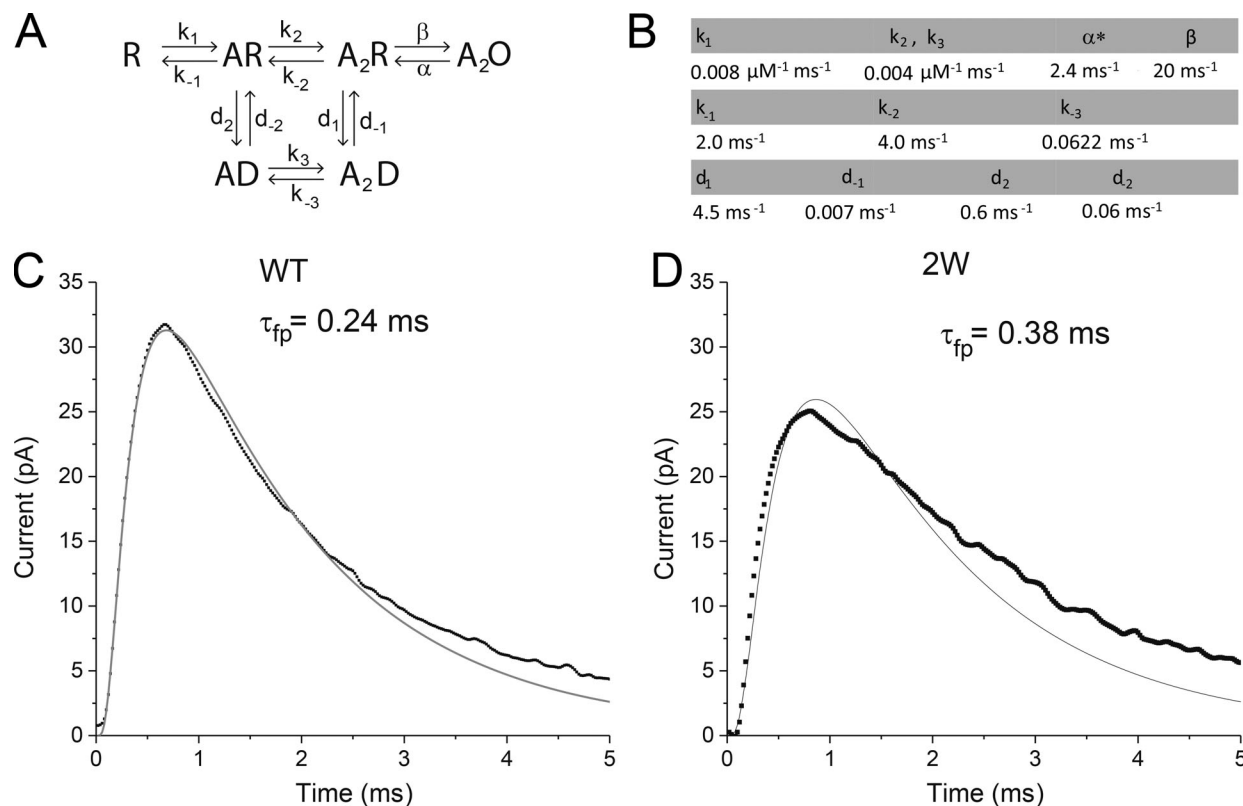 A
k₁ k₂ β
R AR A₂R A₂O
k₋₁ k₋₂ α
d₂ d₋₂ d₁ d₋₁
k₃
AD A₂D
k₋₃
B
k₁ k₂ , k₃ α* β
0.008 μM⁻¹ ms⁻¹ 0.004 μM⁻¹ ms⁻¹ 2.4 ms⁻¹ 20 ms⁻¹
k₋₁ k₋₂ k₋₃
2.0 ms⁻¹ 4.0 ms⁻¹ 0.0622 ms⁻¹
d₁ d₋₁ d₂ d₋₂
4.5 ms⁻¹ 0.007 ms⁻¹ 0.6 ms⁻¹ 0.06 ms⁻¹
C
WT
τfp= 0.24 ms
35
30
25
20
15
10
5
0
Current (pA)
0 1 2 3 4 5
Time (ms)
D
2W
τfp= 0.38 ms
35
30
25
20
15
10
5
0
Current (pA)
0 1 2 3 4 5
Time (ms)